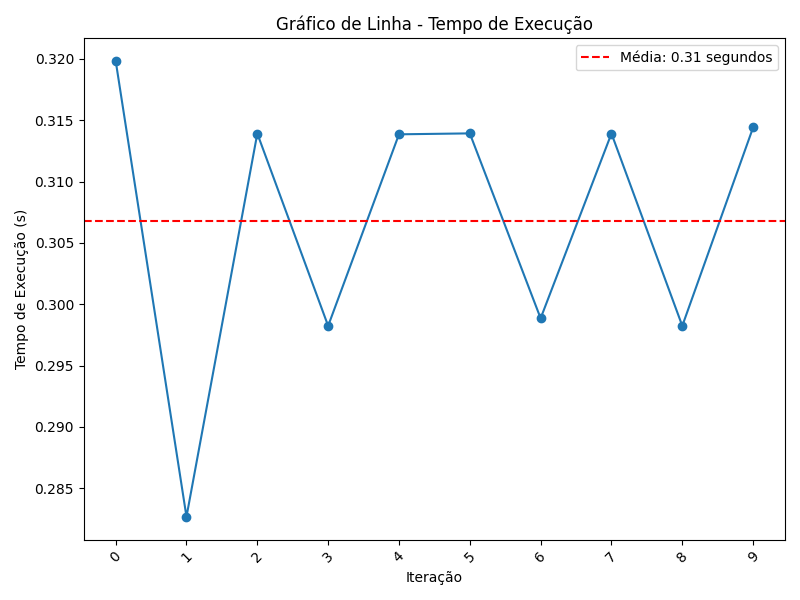 Gráfico de Linha - Tempo de Execução
Média: 0.31 segundos
0.320
0.315
0.310
0.305
0.300
0.295
0.290
0.285
Tempo de Execução (s)
0 1 2 3 4 5 6 7 8 9
Iteração